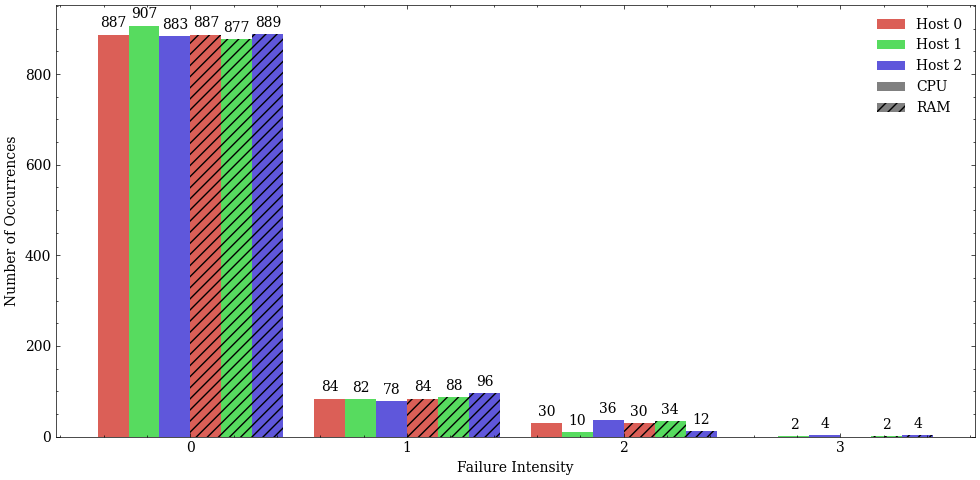 887 907 883 887 877 889
Host 0
Host 1
Host 2
CPU
RAM
800
600
400
200
0
Number of Occurrences
84 82 78 84 88 96
30 10 36 30 34 12
2 4 2 4
0 1 2 3
Failure Intensity